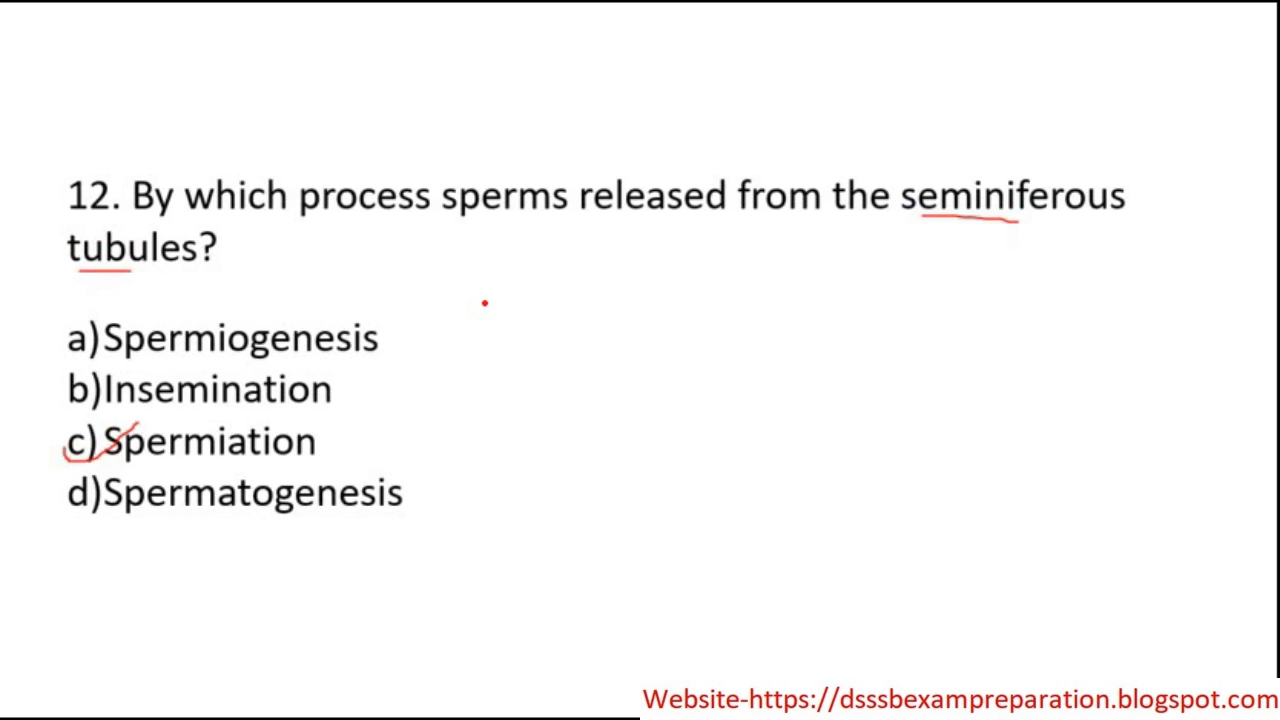 12. By which process sperms released from the seminiferous
tubules?
a)Spermiogenesis
b)Insemination
c)Spermiation
d)Spermatogenesis
Website-https://dsssbexampreparation.blogspot.com